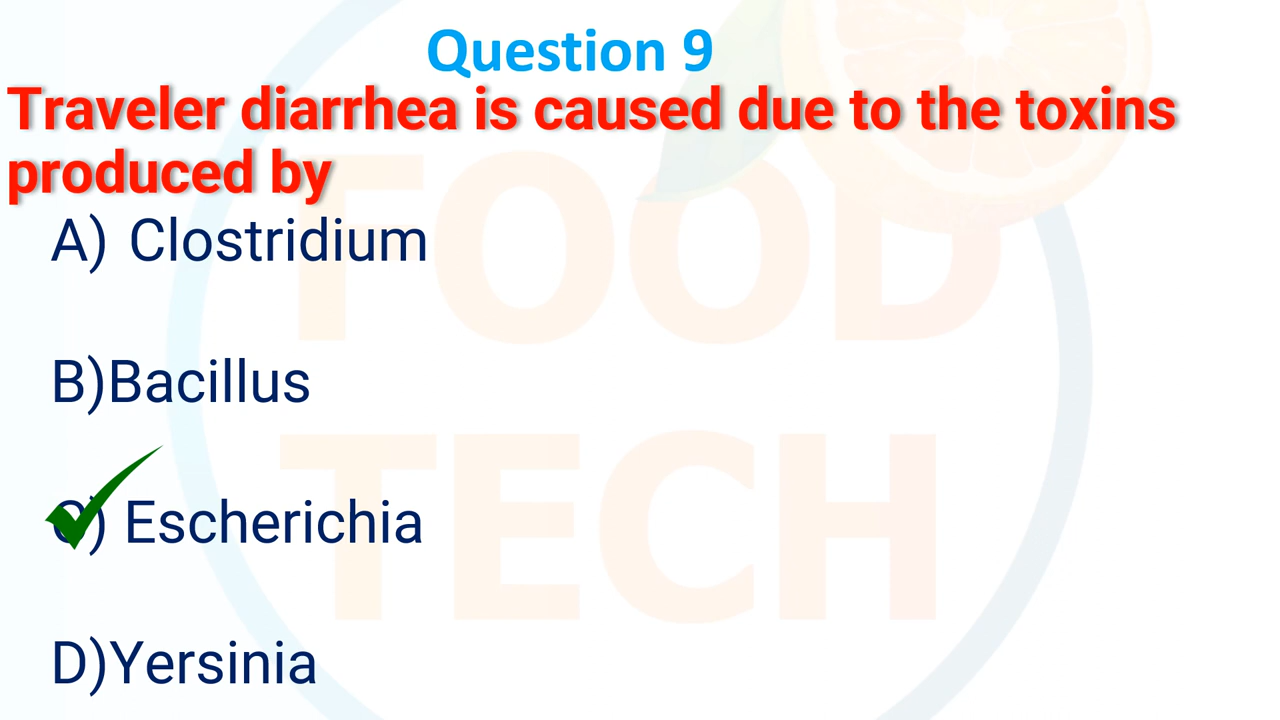 Question 9
Traveler diarrhea is caused due to the toxins
produced by
A) Clostridium
B)Bacillus
C) Escherichia
D)Yersinia
FOOD
TECH